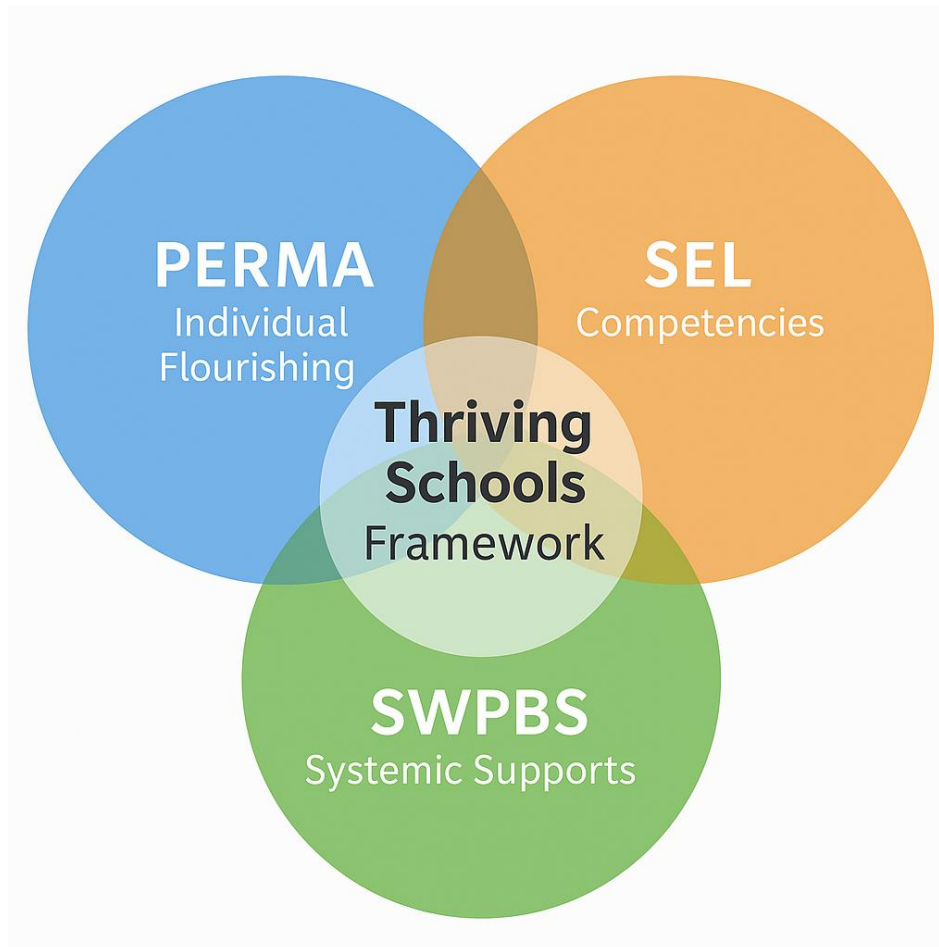 PERMA
Individual
Flourishing
SEL
Competencies
Thriving
Schools
Framework
SWPBS
Systemic Supports